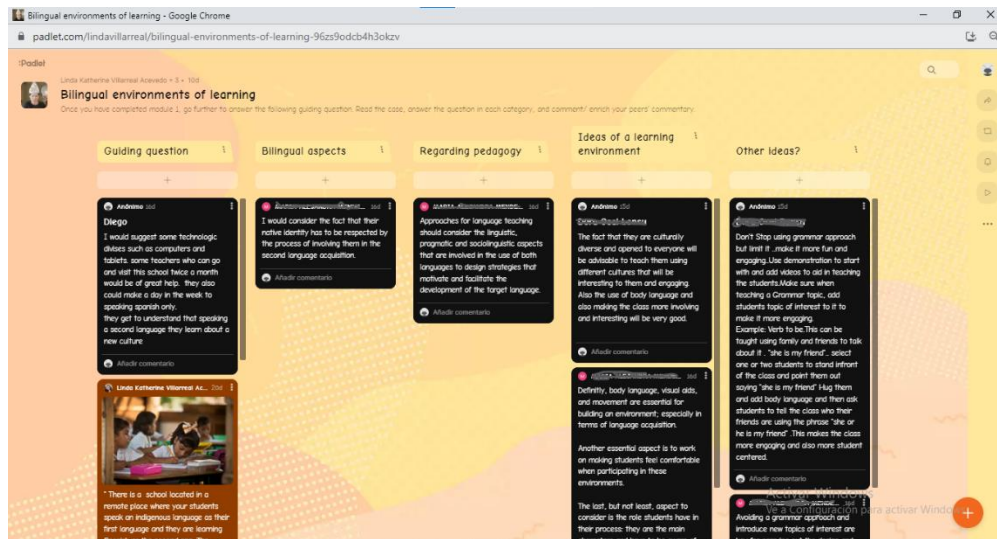 Bilingual environments of learning - Google Chrome
padlet.com/lindavillarreal/bilingual-environments-of-learning-96zs9odcb4h3okzv
:Padlet
Linda Katherine Villarreal Acevedo + 3 • 10d
Bilingual environments of learning
Once you have completed module 1, go further to answer the following guiding question. Read the case, answer the question in each category, and comment/ enrich your peers' commentary.
Guiding question
Anónimo 16d
Diego
I would suggest some technologic
divises such as computers and
tablets. some teachers who can go
and visit this school twice a month
would be of great help. they also
could make a day in the week to
speaking spanish only.
they get to understand that speaking
a second language they learn about a
new culture
Añadir comentario
Linda Katherine Villarreal Ac... 20d
" There is a school located in a
remote place where your students
speak an indigenous language as their
first language and they are learning
Bilingual aspects
16d
I would consider the fact that their
native identity has to be respected by
the process of involving them in the
second language acquisition.
Añadir comentario
Regarding pedagogy
16d
Approaches for language teaching
should consider the linguistic,
pragmatic and sociolinguistic aspects
that are involved in the use of both
languages to design strategies that
motivate and facilitate the
development of the target language.
Añadir comentario
Ideas of a learning
environment
Anónimo 15d
The fact that they are culturally
diverse and opened to everyone will
be advisable to teach them using
different cultures that will be
interesting to them and engaging.
Also the use of body language and
also making the class more involving
and interesting will be very good.
Añadir comentario
16d
Definitly, body language, visual aids,
and movement are essential for
building an environment; especially in
terms of language acquisition.
Another essential aspect is to work
on making students feel comfortable
when participating in these
environments.
The last, but not least, aspect to
consider is the role students have in
their process: they are the main
Other ideas?
Anónimo 15d
Don't Stop using grammar approach
but limit it ..make it more fun and
engaging..Use demonstration to start
with and add videos to aid in teaching
the students.Make sure when
teaching a Grammar topic, add
students topic of interest to it to
make it more engaging.
Example: Verb to be.This can be
taught using family and friends to talk
about it . "she is my friend".. select
one or two students to stand infront
of the class and point them out
saying "she is my friend" Hug them
and add body language and then ask
students to tell the class who their
friends are using the phrase "she or
he is my friend" .This makes the class
more engaging and also more student
centered.
Añadir comentario
Avoiding a grammar approach and
introduce new topics of interest are
Activar Windows
Ve a Configuración para activar Windows